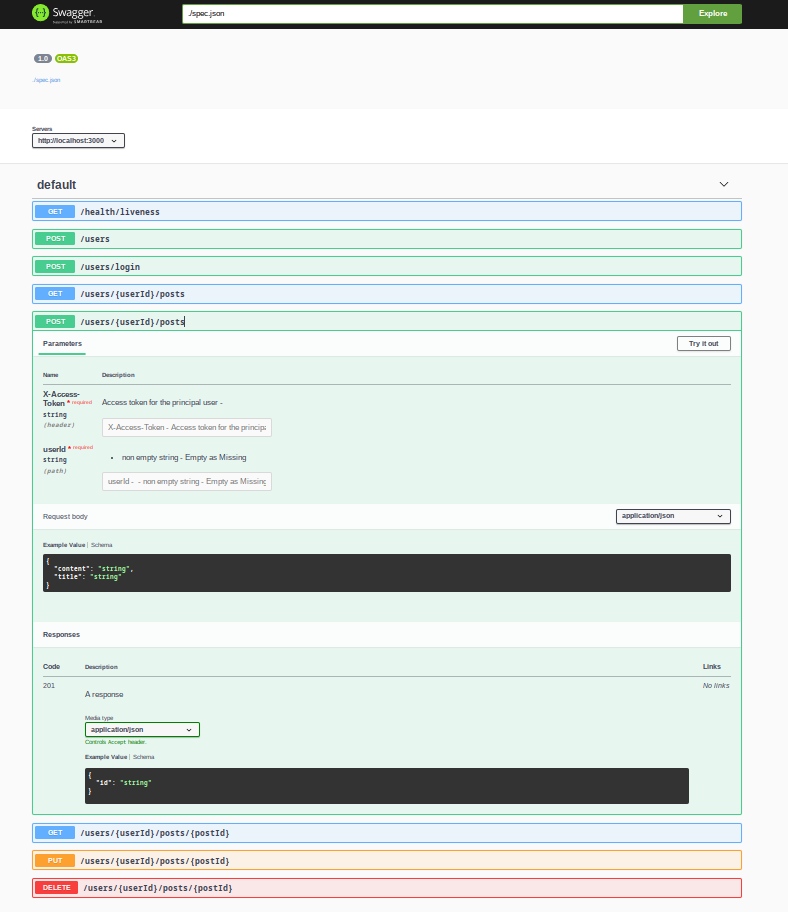 Swagger.
Supported by SMARTBEAR
./spec.json
Explore
1.0 OAS3
./spec.json
Servers
http://localhost:3000
default
GET /health/liveness
POST /users
POST /users/login
GET /users/{userId}/posts
POST /users/{userId}/posts
Parameters
Try it out
Name Description
X-Access-Token * required
string
(header)
Access token for the principal user -
X-Access-Token - Access token for the principa
userId * required
string
(path)
• non empty string - Empty as Missing
userId - - non empty string - Empty as Missing
Request body
application/json
Example Value | Schema
{
"content": "string",
"title": "string"
}
Responses
Code Description Links
201
A response
No links
Media type
application/json
Controls Accept header.
Example Value | Schema
{
"id": "string"
}
GET /users/{userId}/posts/{postId}
PUT /users/{userId}/posts/{postId}
DELETE /users/{userId}/posts/{postId}